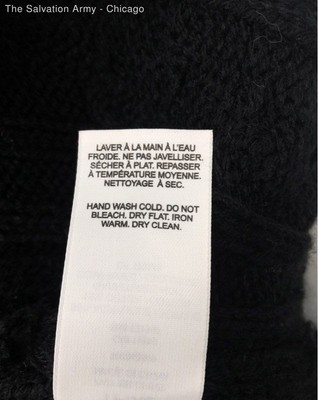 The Salvation Army - Chicago
LAVER À LA MAIN À L'EAU
FROIDE. NE PAS JAVELLISER.
SÉCHER À PLAT. REPASSER
À TEMPÉRATURE MOYENNE.
NETTOYAGE À SEC.
HAND WASH COLD. DO NOT
BLEACH. DRY FLAT. IRON
WARM. DRY CLEAN.